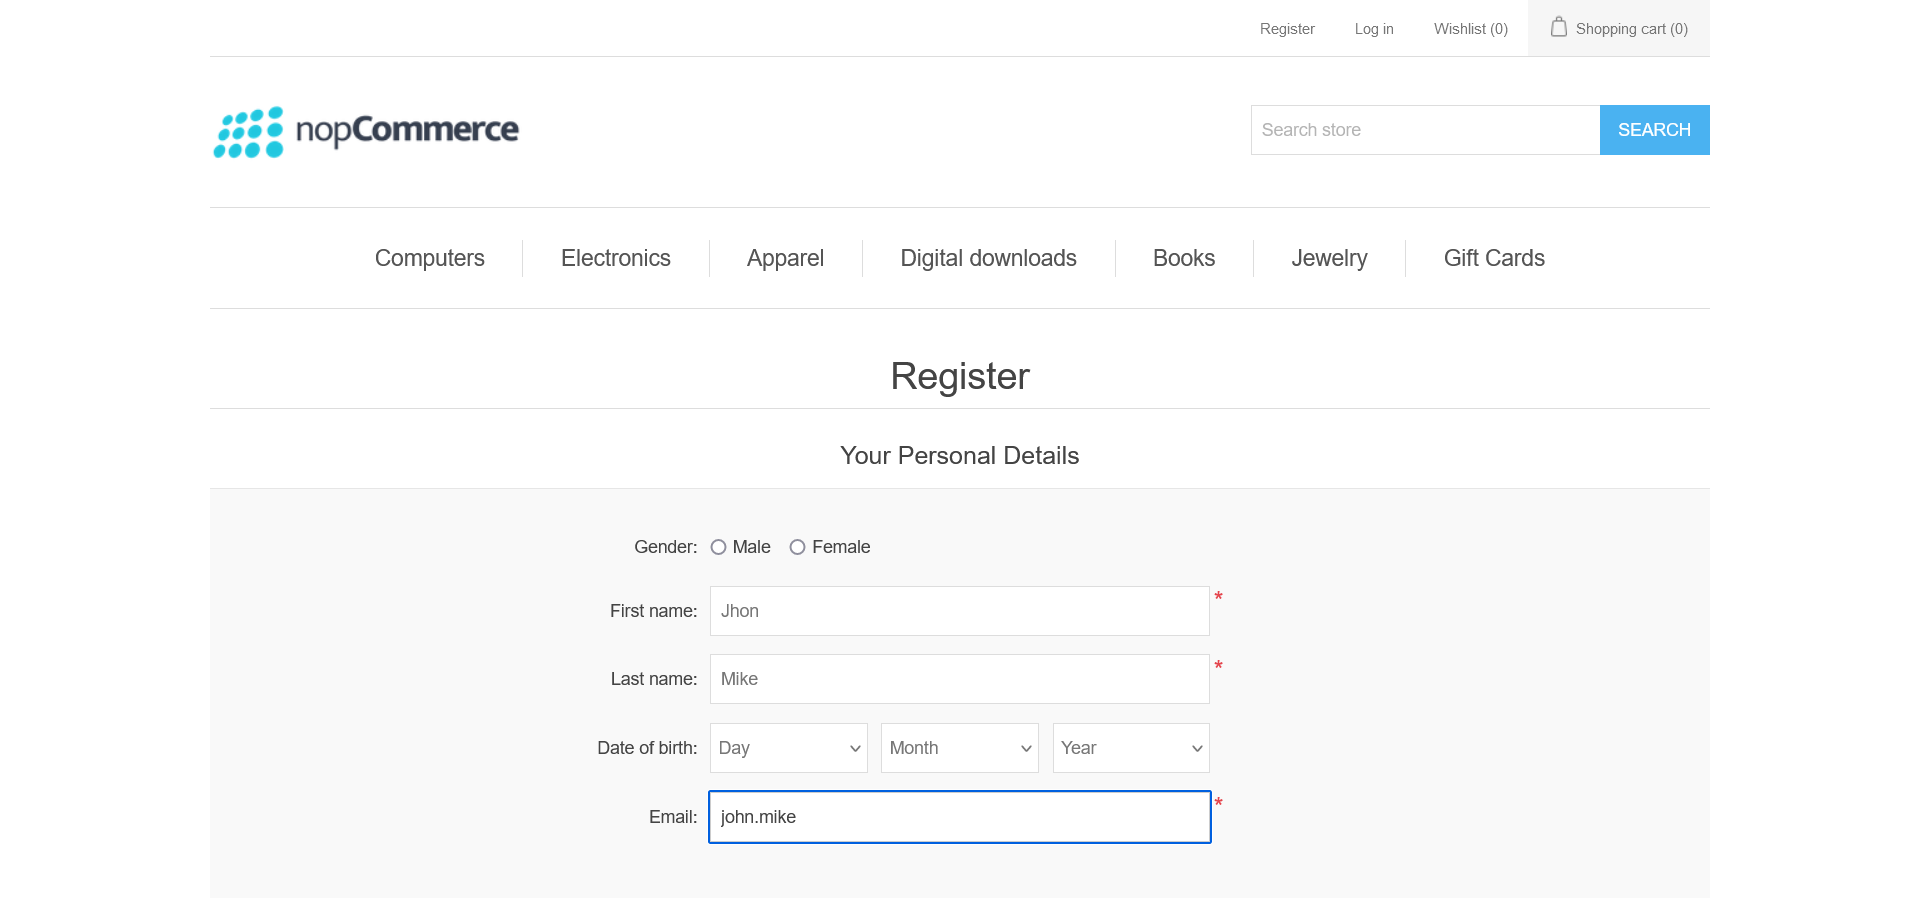 Register Log in Wishlist (0) Shopping cart (0)
nopCommerce
Search store SEARCH
Computers Electronics Apparel Digital downloads Books Jewelry Gift Cards
Register
Your Personal Details
Gender: Male Female
First name: Jhon *
Last name: Mike *
Date of birth: Day Month Year
Email: john.mike *